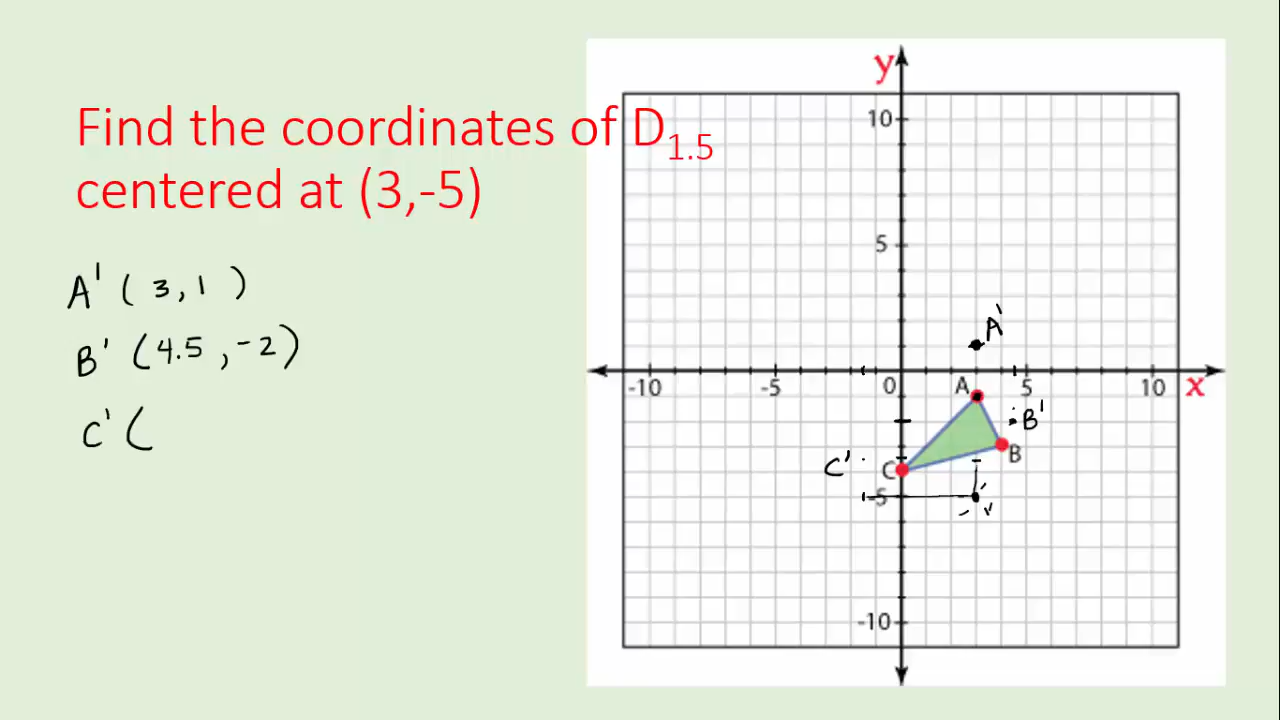 Find the coordinates of D1.5
centered at (3,-5)
A' ( 3, 1 )
B' (4.5 , -2)
C' (
y
10
5
A'
-10
-5
0
A
5
10
x
B'
C'
C
B
-5
-10